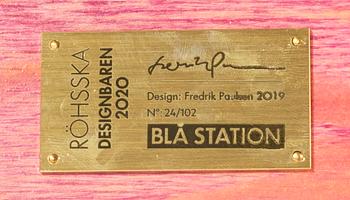 RÖHSSKA
DESIGNBAREN
2020
Design: Fredrik Paulsen 2019
Nº: 24/102
BLÅ STATION